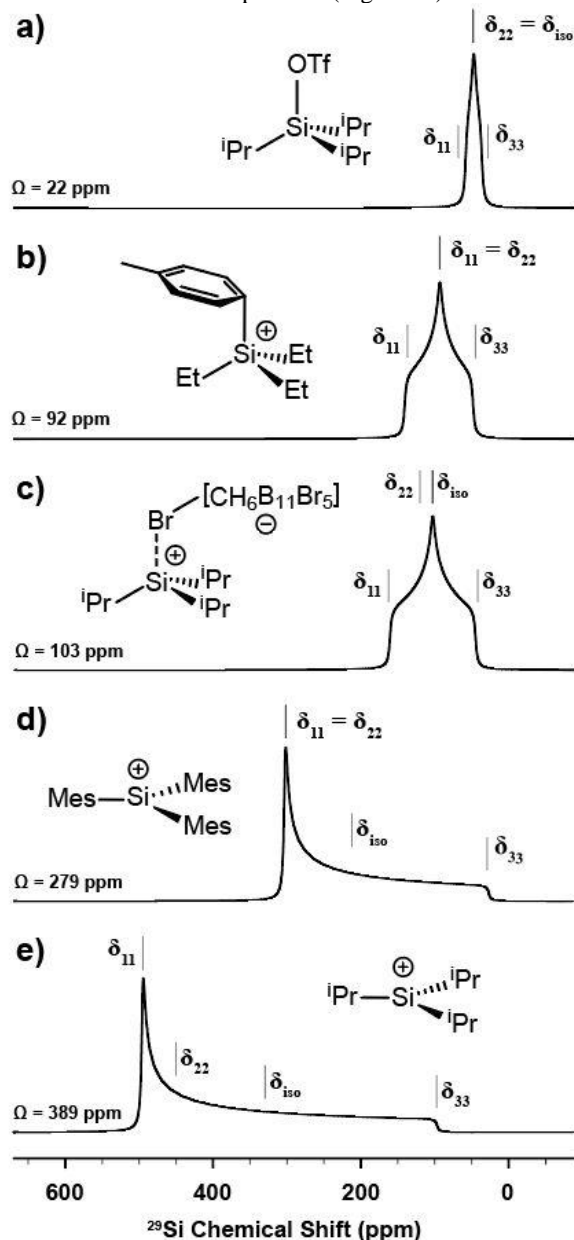 a)
δ22 = δiso
OTf
Si
iPr
iPr
iPr
δ11
δ33
Ω = 22 ppm
b)
δ11 = δ22
Si
⊕
Et
Et
Et
δ11
δ33
Ω = 92 ppm
c)
[CH6B11Br5]
⊖
Br
δ22
δiso
⊕
Si
iPr
iPr
iPr
δ11
δ33
Ω = 103 ppm
d)
δ11 = δ22
⊕
Mes
Si
Mes
Mes
δiso
δ33
Ω = 279 ppm
e)
δ11
⊕
iPr
Si
iPr
iPr
δ22
δiso
δ33
Ω = 389 ppm
600 400 200 0
29Si Chemical Shift (ppm)